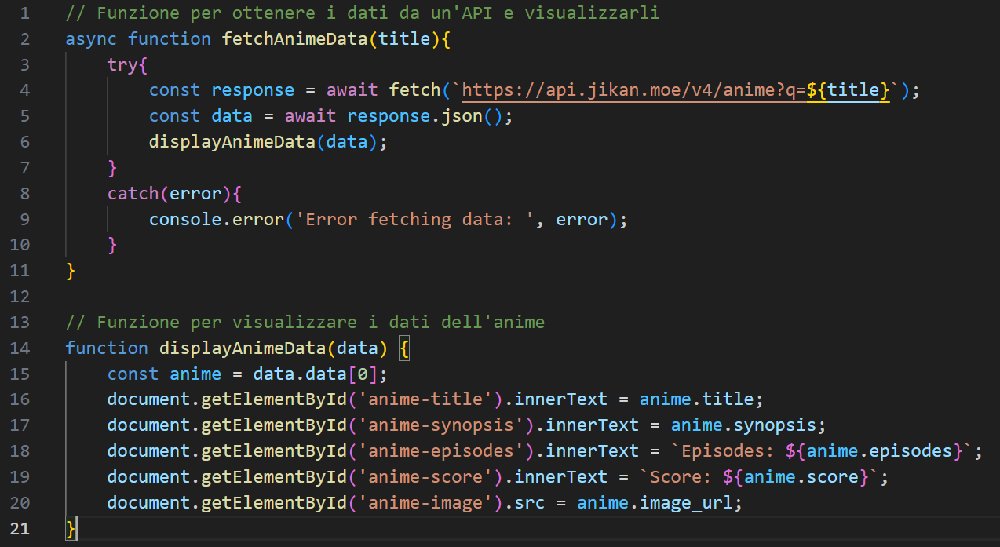 1 // Funzione per ottenere i dati da un'API e visualizzarli
2 async function fetchAnimeData(title){
3     try{
4         const response = await fetch(`https://api.jikan.moe/v4/anime?q=${title}`);
5         const data = await response.json();
6         displayAnimeData(data);
7     }
8     catch(error){
9         console.error('Error fetching data: ', error);
10     }
11 }
12
13 // Funzione per visualizzare i dati dell'anime
14 function displayAnimeData(data) {
15     const anime = data.data[0];
16     document.getElementById('anime-title').innerText = anime.title;
17     document.getElementById('anime-synopsis').innerText = anime.synopsis;
18     document.getElementById('anime-episodes').innerText = `Episodes: ${anime.episodes}`;
19     document.getElementById('anime-score').innerText = `Score: ${anime.score}`;
20     document.getElementById('anime-image').src = anime.image_url;
21 }